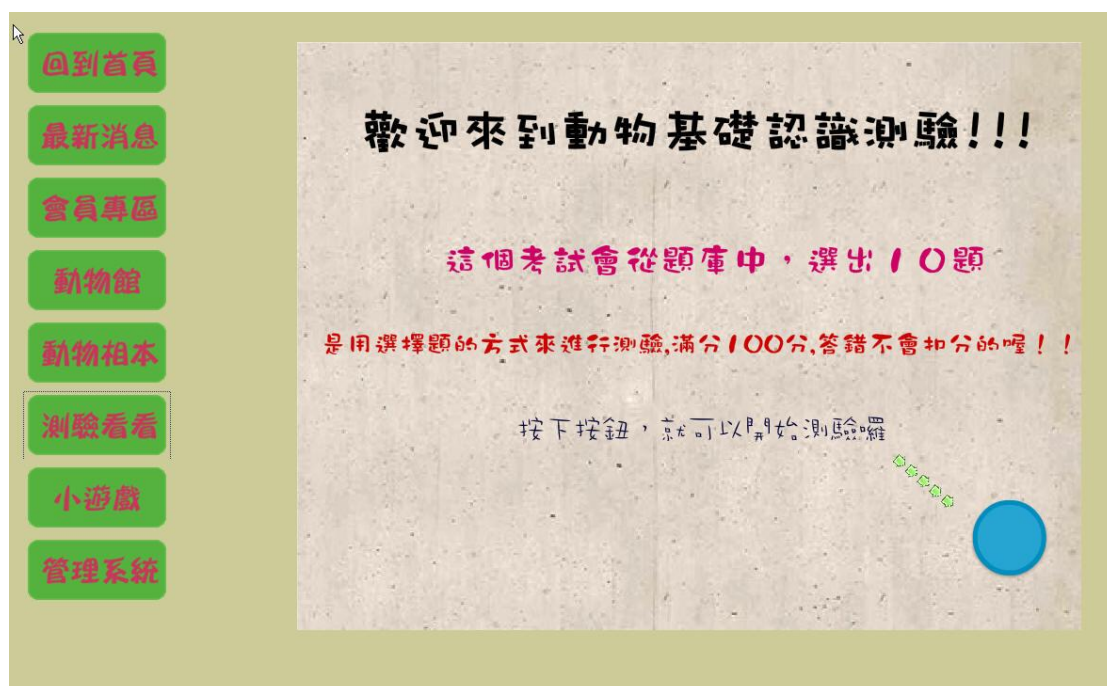 回到首頁
最新消息
會員專區
動物館
動物相本
測驗看看
小遊戲
管理系統
歡迎來到動物基礎認識測驗!!!
這個考試會從題庫中，選出10題
是用選擇題的方式來進行測驗,滿分100分,答錯不會扣分的喔！！
按下按鈕，就可以開始測驗囉